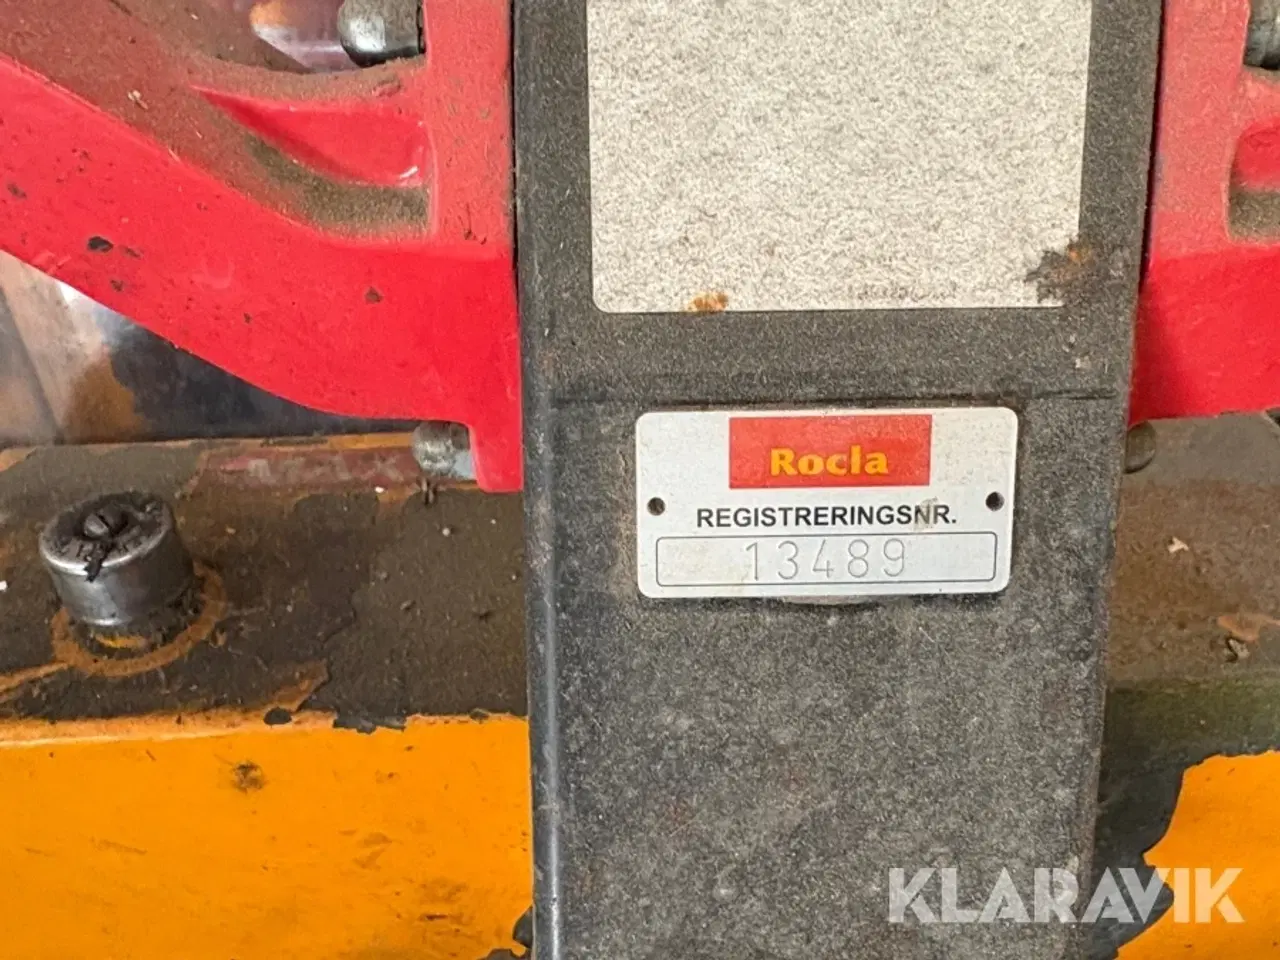 Rocla
REGISTRERINGSNR.
13489
KLARAVIK